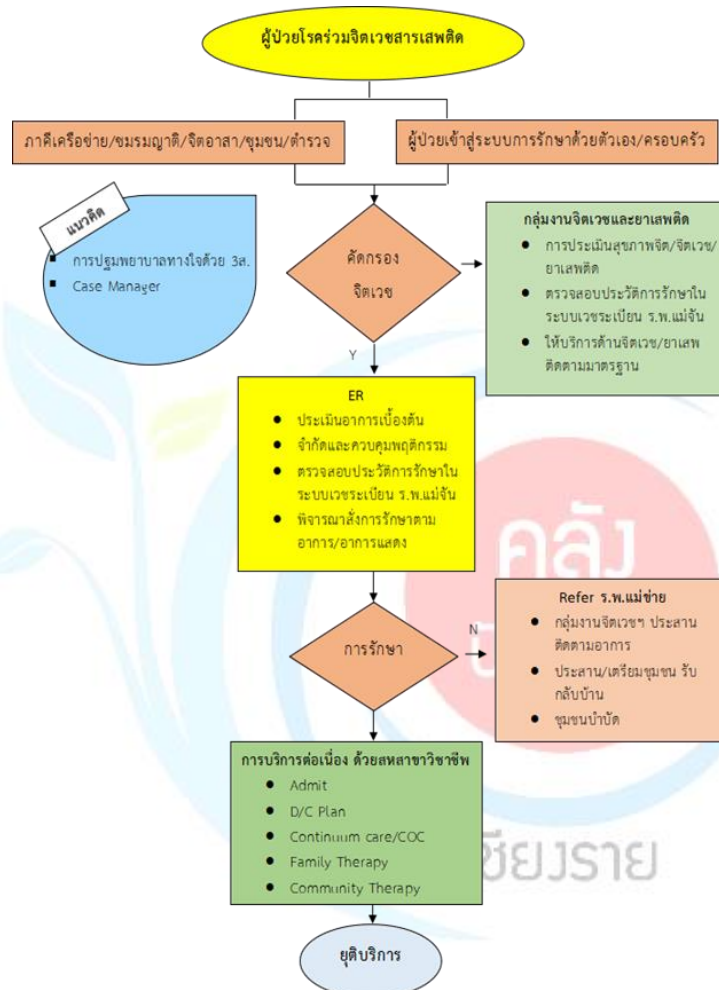 ผู้ป่วยโรคร่วมจิตเวชสารเสพติด
ภาคีเครือข่าย/ชมรมญาติ/จิตอาสา/ชุมชน/ตำรวจ
ผู้ป่วยเข้าสู่ระบบการรักษาด้วยตัวเอง/ครอบครัว
แนวคิด
▪ การปฐมพยาบาลทางใจด้วย 3ส.
▪ Case Manager
คัดกรอง
จิตเวช
กลุ่มงานจิตเวชและยาเสพติด
● การประเมินสุขภาพจิต/จิตเวช/
ยาเสพติด
● ตรวจสอบประวัติการรักษาใน
ระบบเวชระเบียน ร.พ.แม่จัน
● ให้บริการด้านจิตเวช/ยาเสพ
ติดตามมาตรฐาน
Y
ER
● ประเมินอาการเบื้องต้น
● จำกัดและควบคุมพฤติกรรม
● ตรวจสอบประวัติการรักษาใน
ระบบเวชระเบียน ร.พ.แม่จัน
● พิจารณาสั่งการรักษาตาม
อาการ/อาการแสดง
คลัง
การรักษา
N
Refer ร.พ.แม่ข่าย
● กลุ่มงานจิตเวชฯ ประสาน
ติดตามอาการ
● ประสาน/เตรียมชุมชน รับ
กลับบ้าน
● ชุมชนบำบัด
การบริการต่อเนื่อง ด้วยสหสาขาวิชาชีพ
● Admit
● D/C Plan
● Continuum care/COC
● Family Therapy
● Community Therapy
เชียงราย
ยุติบริการ